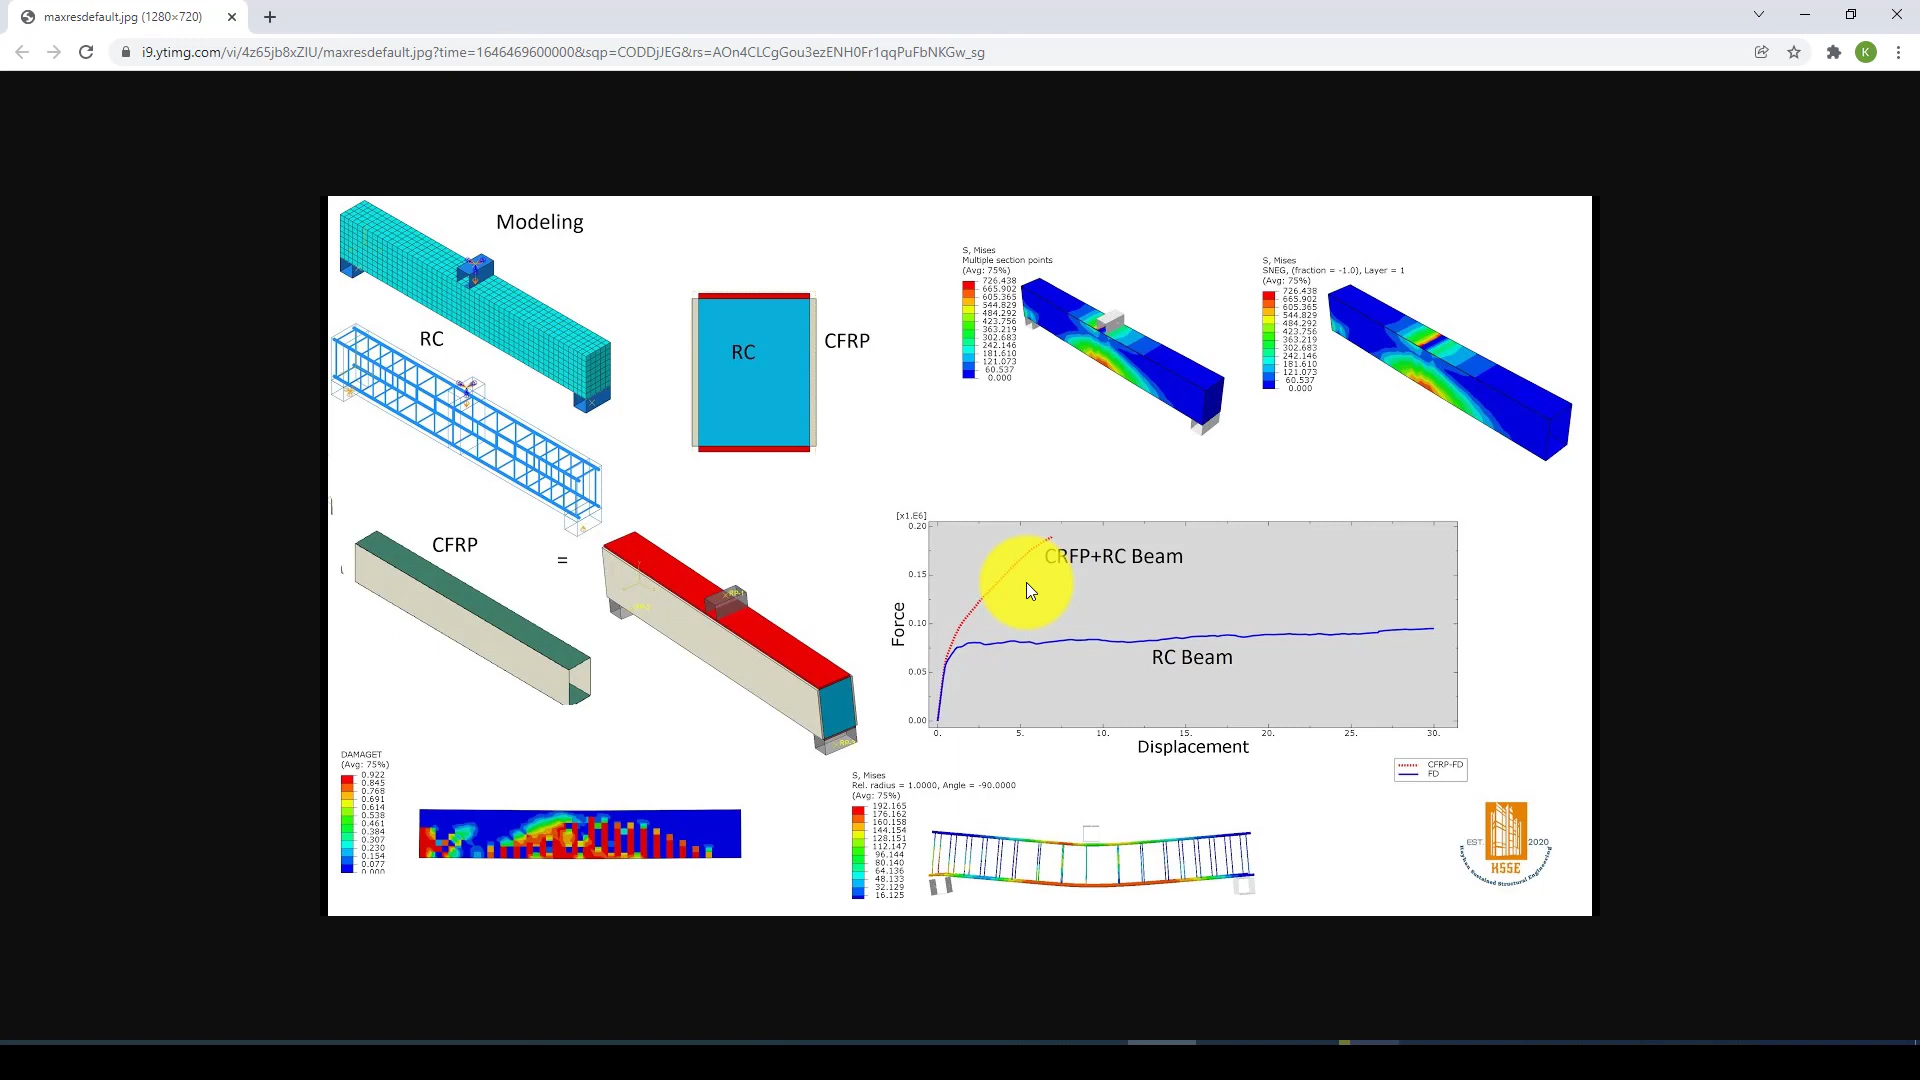 maxresdefault.jpg (1280×720)
i9.ytimg.com/vi/4z65jb8xZIU/maxresdefault.jpg?time=1646469600000&sqp=CODDjJEG&rs=AOn4CLCgGou3ezENH0Fr1qqPuFbNKGw_sg
K
Modeling
RC
RC
CFRP
S, Mises
Multiple section points
(Avg: 75%)
726.438
665.902
605.365
544.829
484.292
423.756
363.219
302.683
242.146
181.610
121.073
60.537
0.000
S, Mises
SNEG, (fraction = -1.0), Layer = 1
(Avg: 75%)
726.438
665.902
605.365
544.829
484.292
423.756
363.219
302.683
242.146
181.610
121.073
60.537
0.000
CFRP
=
RP-1
[x1.E6]
0.20
0.15
0.10
0.05
0.00
Force
CRFP+RC Beam
RC Beam
0. 5. 10. 15. 20. 25. 30.
Displacement
CFRP-FD
FD
DAMAGET
(Avg: 75%)
0.922
0.845
0.768
0.691
0.614
0.538
0.461
0.384
0.307
0.230
0.154
0.077
0.000
S, Mises
Rel. radius = 1.0000, Angle = -90.0000
(Avg: 75%)
192.165
176.162
160.158
144.154
128.151
112.147
96.144
80.140
64.136
48.133
32.129
16.125
EST. 2020
KSSE
Kayhan Sustained Structural Engineering